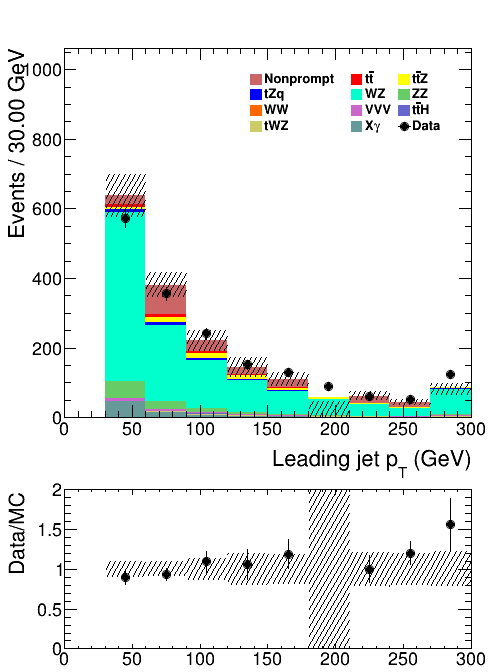 Events / 30.00 GeV
1000
800
600
400
200
0
Nonprompt tt̄ tt̄Z
tZq WZ ZZ
WW VVV tt̄H
tWZ Xγ Data
0 50 100 150 200 250 300
Leading jet p_T (GeV)
Data/MC
2
1.5
1
0.5
0
0 50 100 150 200 250 300